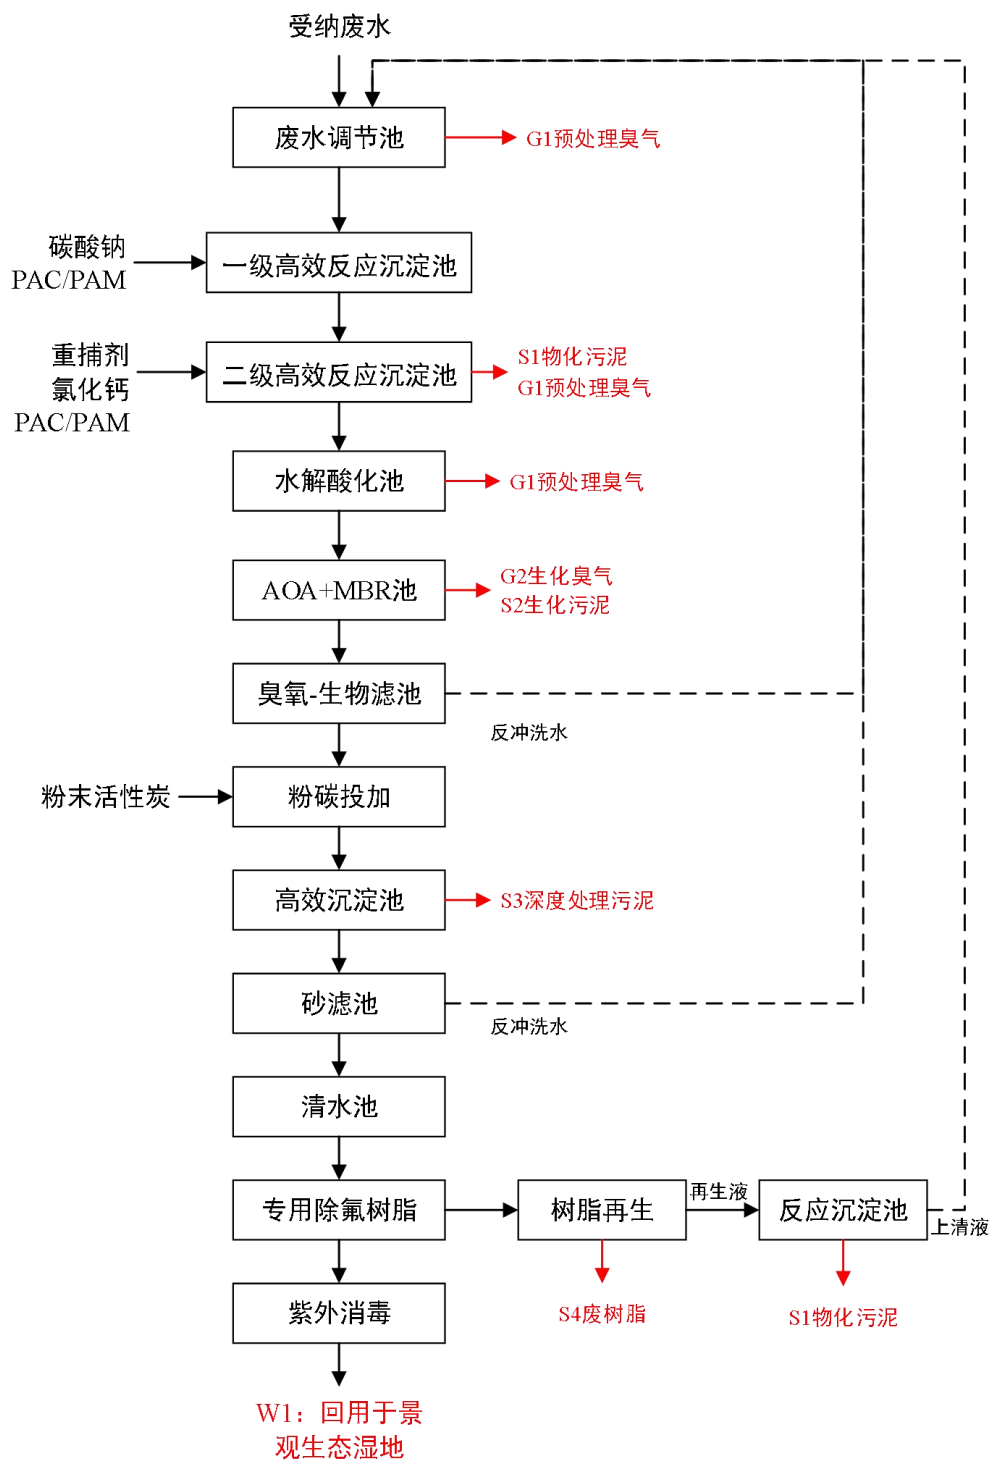 受纳废水
废水调节池
G1预处理臭气
碳酸钠
PAC/PAM
一级高效反应沉淀池
重捕剂
氯化钙
PAC/PAM
二级高效反应沉淀池
S1物化污泥
G1预处理臭气
水解酸化池
G1预处理臭气
AOA+MBR池
G2生化臭气
S2生化污泥
臭氧-生物滤池
反冲洗水
粉末活性炭
粉碳投加
高效沉淀池
S3深度处理污泥
砂滤池
反冲洗水
清水池
专用除氟树脂
树脂再生
再生液
反应沉淀池
上清液
紫外消毒
S4废树脂
S1物化污泥
W1：回用于景
观生态湿地